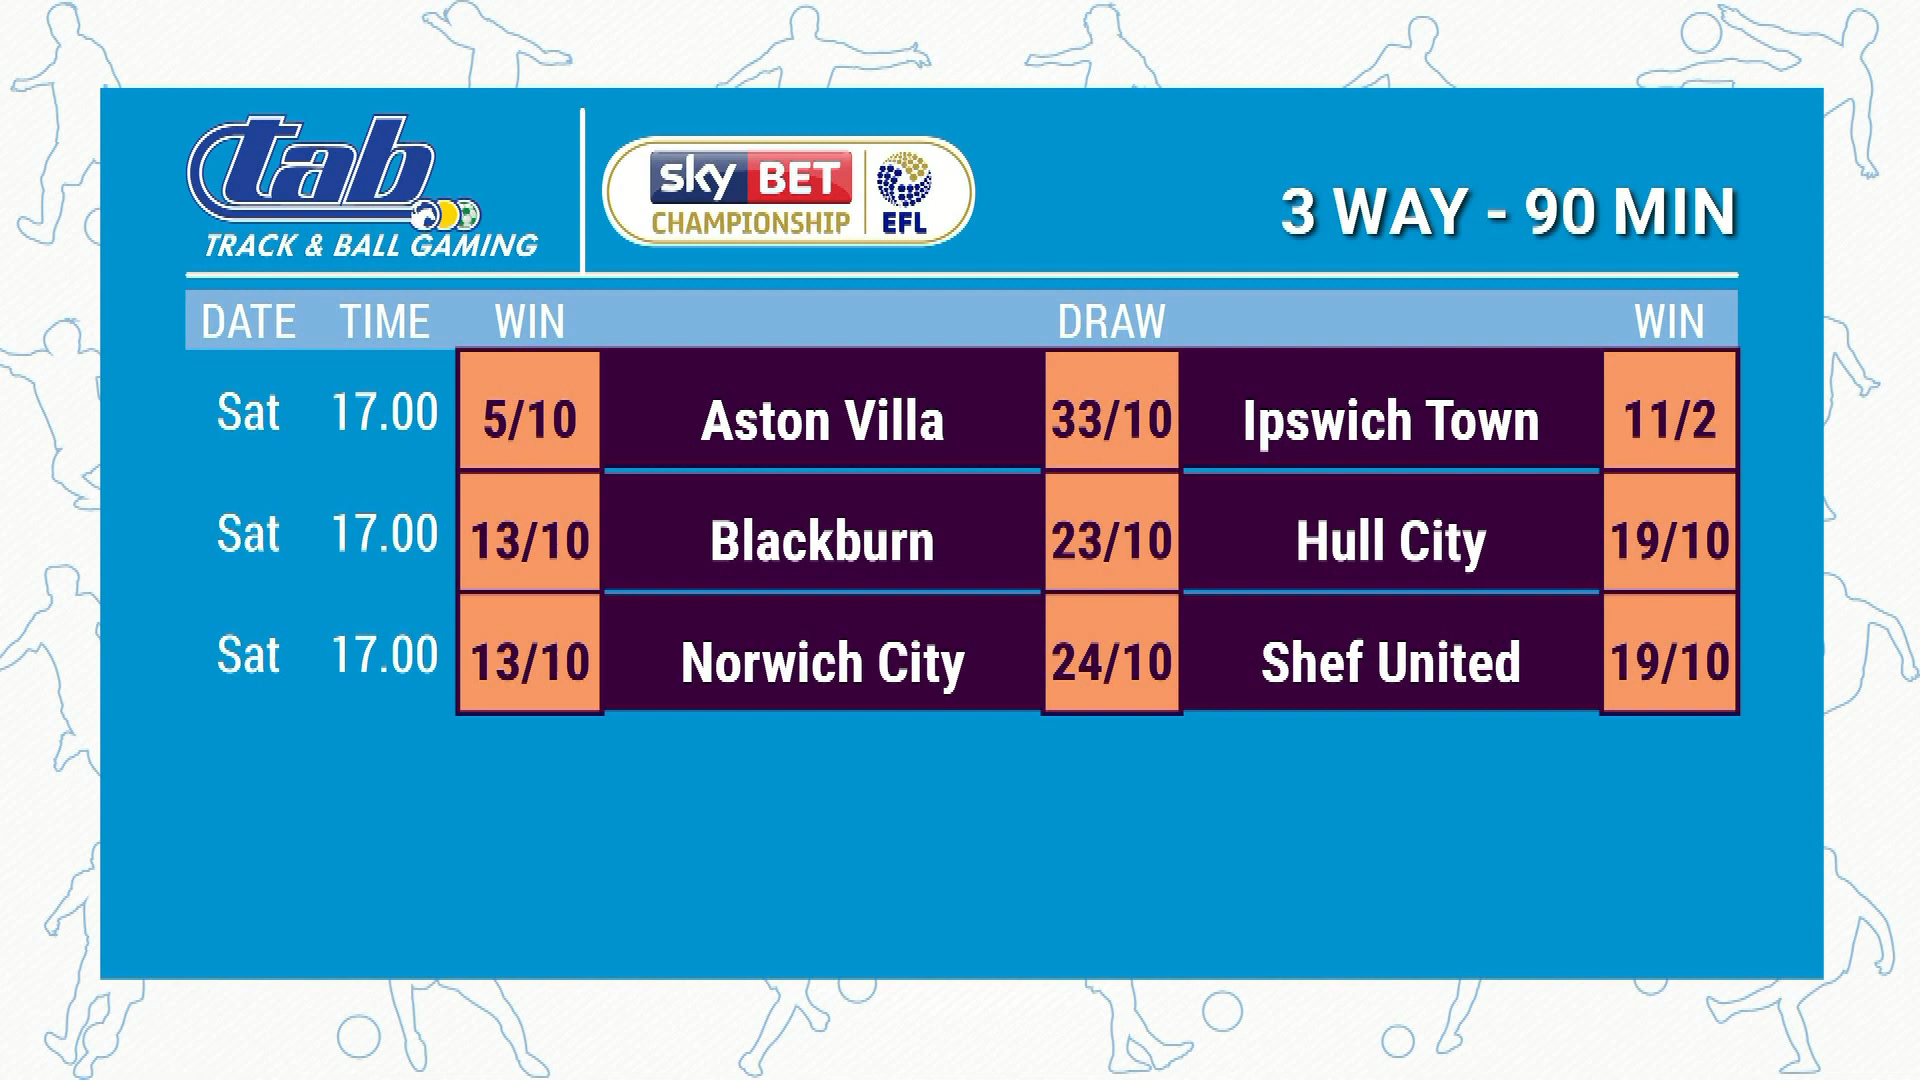 tab
TRACK & BALL GAMING
sky BET
CHAMPIONSHIP
EFL
3 WAY - 90 MIN
DATE TIME WIN DRAW WIN
Sat 17.00 5/10 Aston Villa 33/10 Ipswich Town 11/2
Sat 17.00 13/10 Blackburn 23/10 Hull City 19/10
Sat 17.00 13/10 Norwich City 24/10 Shef United 19/10